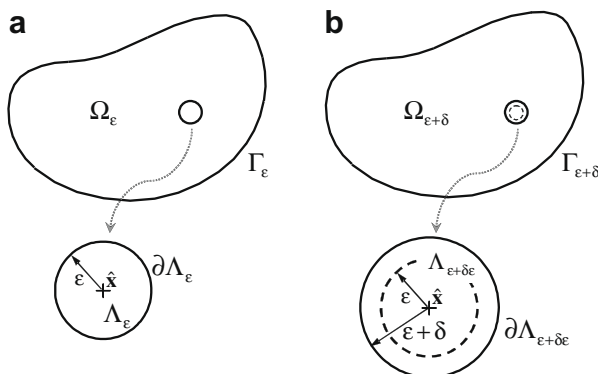 a
b
Ω_ε
Γ_ε
Ω_{ε+δ}
Γ_{ε+δ}
ε
x̂
Λ_ε
∂Λ_ε
Λ_{ε+δε}
ε
x̂
ε+δ
∂Λ_{ε+δε}